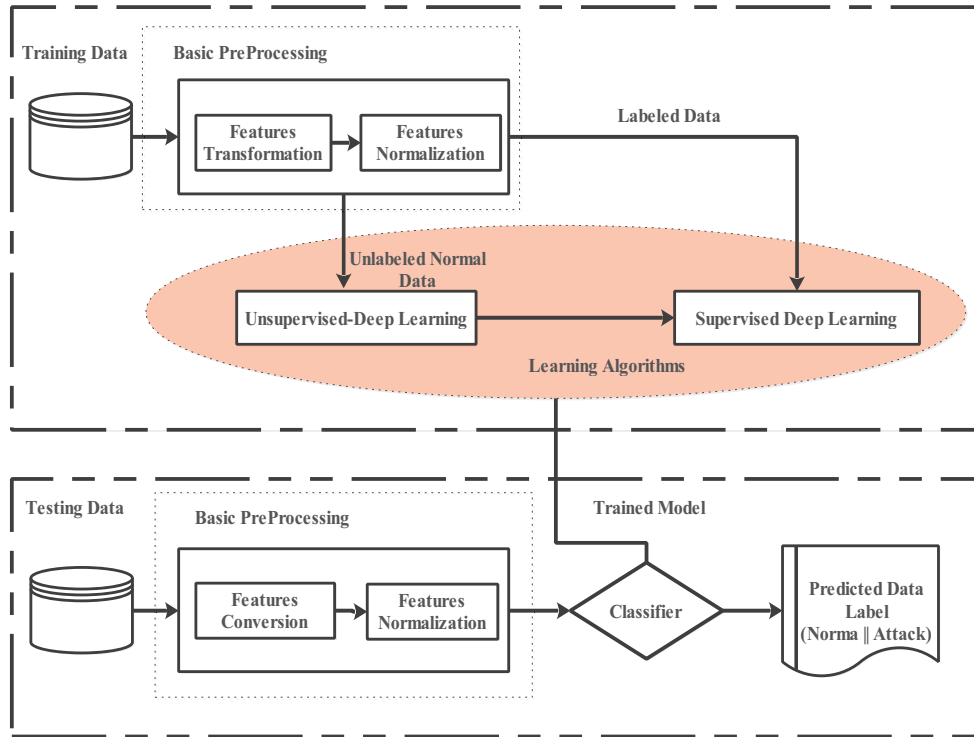 Training Data
Basic PreProcessing
Features
Transformation
Features
Normalization
Labeled Data
Unlabeled Normal
Data
Unsupervised-Deep Learning
Supervised Deep Learning
Learning Algorithms
Testing Data
Basic PreProcessing
Trained Model
Features
Conversion
Features
Normalization
Classifier
Predicted Data
Label
(Norma || Attack)